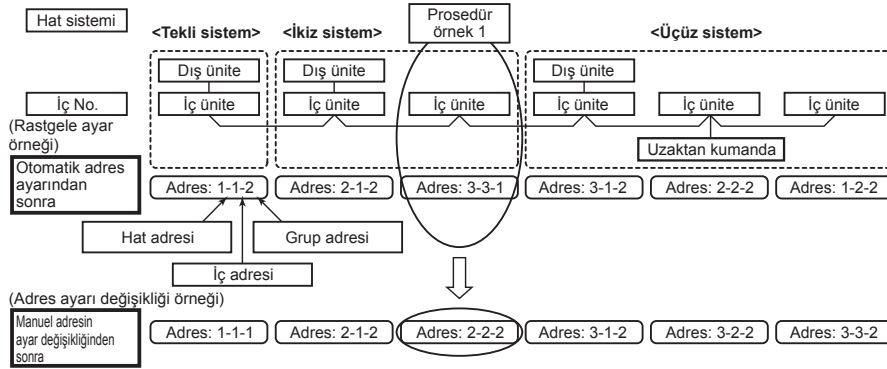 Hat sistemi
<Tekli sistem>
<İkiz sistem>
Prosedür
örnek 1
<Üçüz sistem>
Dış ünite
Dış ünite
Dış ünite
İç No.
İç ünite
İç ünite
İç ünite
İç ünite
İç ünite
İç ünite
(Rastgele ayar
örneği)
Uzaktan kumanda
Otomatik adres
ayarından
sonra
Adres: 1-1-2
Adres: 2-1-2
Adres: 3-3-1
Adres: 3-1-2
Adres: 2-2-2
Adres: 1-2-2
Hat adresi
Grup adresi
İç adresi
(Adres ayarı değişikliği örneği)
Manuel adresin
ayar değişikliğinden
sonra
Adres: 1-1-1
Adres: 2-1-2
Adres: 2-2-2
Adres: 3-1-2
Adres: 3-2-2
Adres: 3-3-2